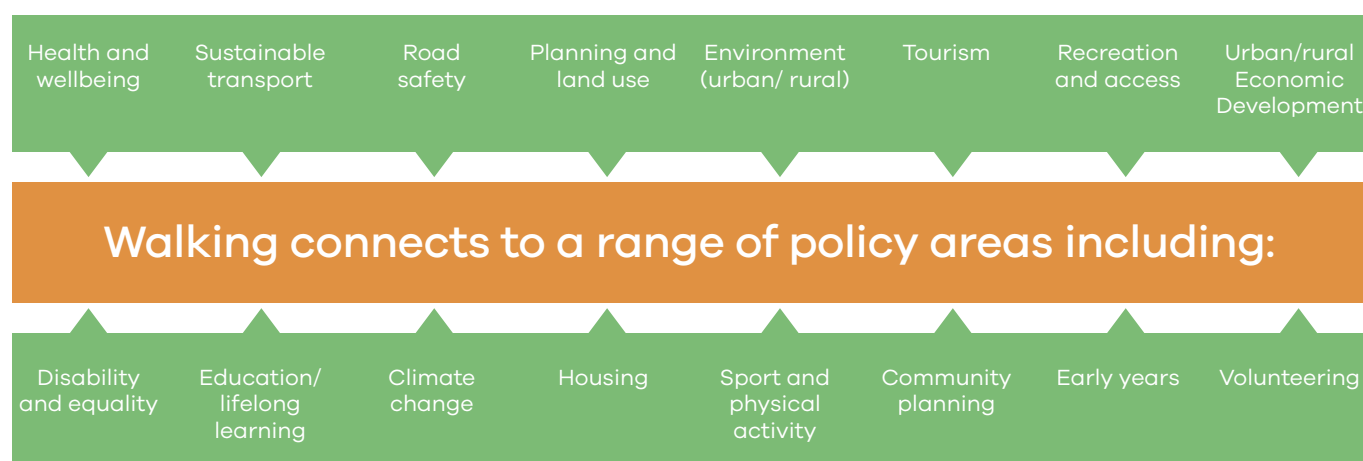 Health and
wellbeing
Sustainable
transport
Road
safety
Planning and
land use
Environment
(urban/ rural)
Tourism
Recreation
and access
Urban/rural
Economic
Development
Walking connects to a range of policy areas including:
Disability
and equality
Education/
lifelong
learning
Climate
change
Housing
Sport and
physical
activity
Community
planning
Early years
Volunteering